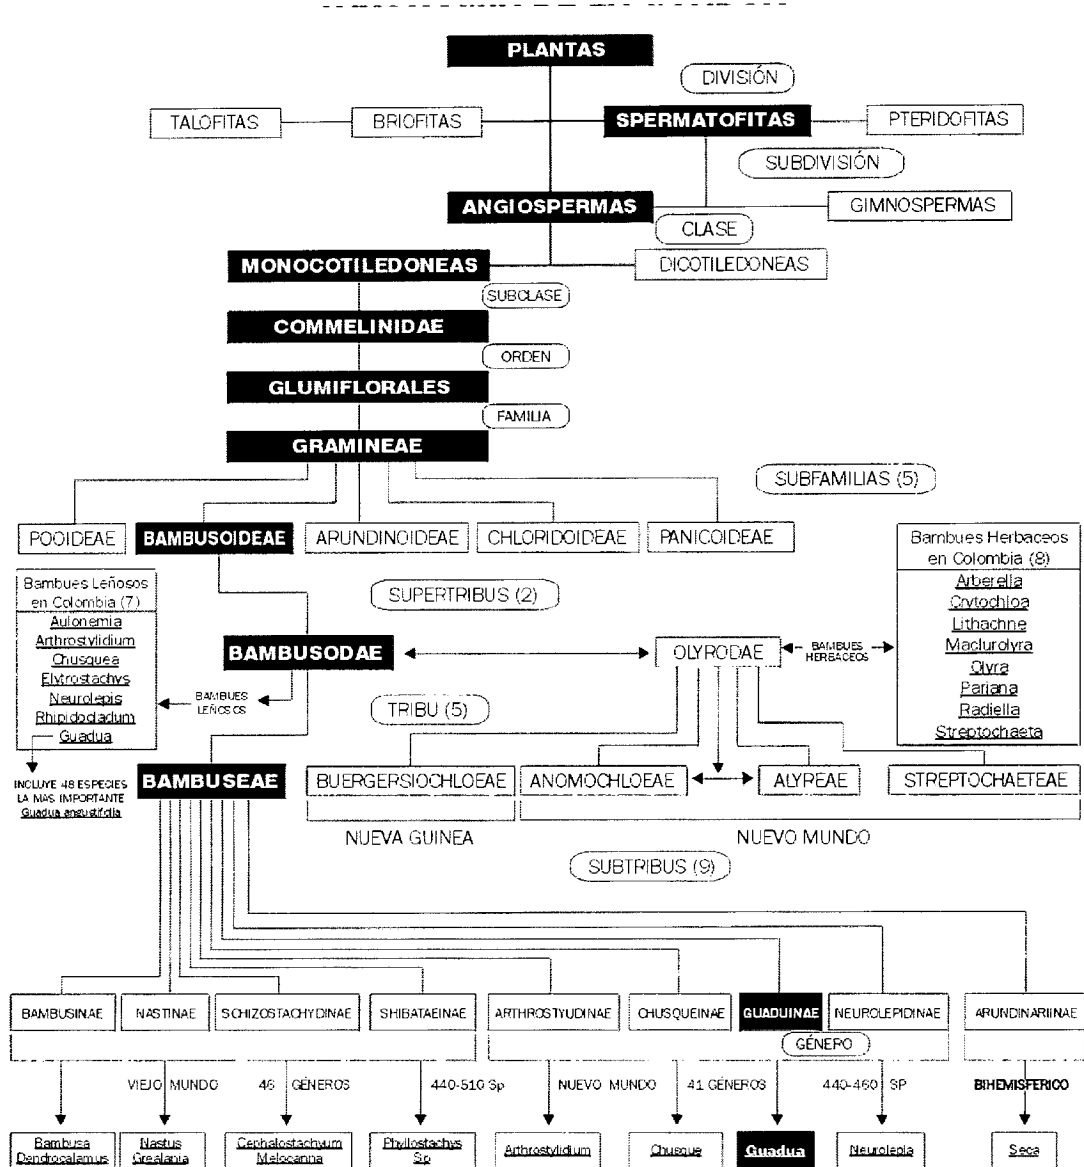 PLANTAS
DIVISIÓN
TALOFITAS
BRIOFITAS
SPERMATOFITAS
PTERIDOFITAS
SUBDIVISIÓN
ANGIOSPERMAS
GIMNOSPERMAS
CLASE
MONOCOTILEDONEAS
DICOTILEDONEAS
SUBCLASE
COMMELINIDAE
ORDEN
GLUMIFLORALES
FAMILIA
GRAMINEAE
SUBFAMILIAS (5)
POOIDEAE
BAMBUSOIDEAE
ARUNDINOIDEAE
CHLORIDOIDEAE
PANICOIDEAE
Bambues Herbaceos
en Colombia (8)
Arberella
Crytochloa
Lithachne
Maclurolyra
Olyra
Pariana
Radiella
Streptochaeta
Bambues Leñosos
en Colombia (7)
Aulonemia
Arthrostylidium
Chusquea
Elytrostachys
Neurolepis
Rhipidocladum
Guadua
SUPERTRIBUS (2)
BAMBUSODAE
OLYRODAE
BAMBUES
HERBACEOS
BAMBUES
LEÑOSOS
TRIBU (5)
INCLUYE 48 ESPECIES
LA MAS IMPORTANTE
Guadua angustifolia
BAMBUSEAE
BUERGERSIOCHLOEAE
ANOMOCHLOEAE
ALYREAE
STREPTOCHAETEAE
NUEVA GUINEA
NUEVO MUNDO
SUBTRIBUS (9)
BAMBUSINAE
NASTINAE
SCHIZOSTACHYDINAE
SHIBATAEINAE
ARTHROSTYUDINAE
CHUSQUEINAE
GUADUINAE
NEUROLEPIDINAE
ARUNDINARIINAE
GÉNERO
VIEJO MUNDO
46 GÉNEROS
440-510 Sp
NUEVO MUNDO
41 GÉNEROS
440-460 SP
BIHEMISFERICO
Bambusa
Dendrocalamus
Nastus
Grealania
Cephalostachyum
Melocanna
Phyllostachys
Sp
Arthrostylidium
Chusque
Guadua
Neurolepia
Seca